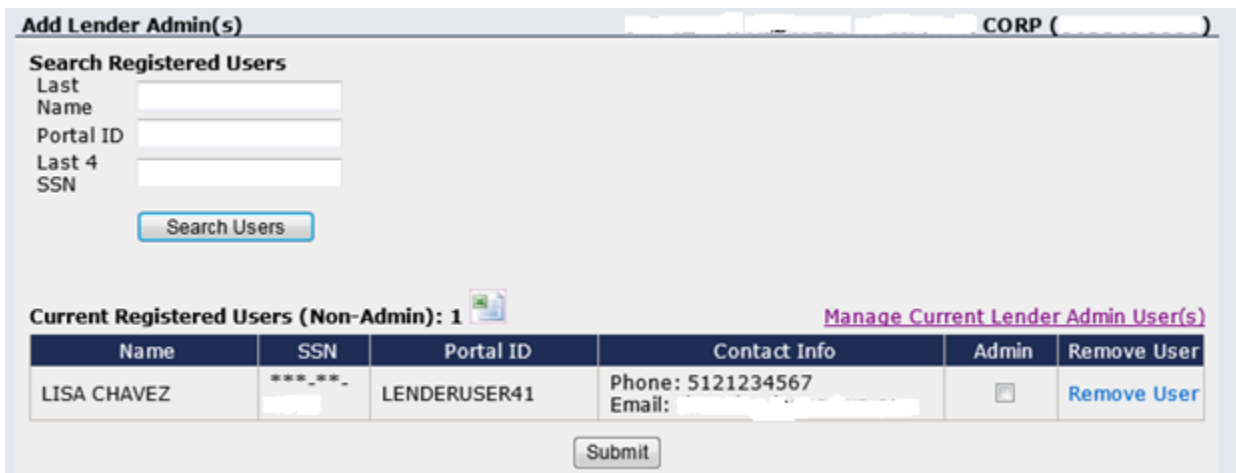 Add Lender Admin(s) CORP ( )
Search Registered Users
Last
Name
Portal ID
Last 4
SSN
Search Users
Current Registered Users (Non-Admin): 1 Manage Current Lender Admin User(s)
Name SSN Portal ID Contact Info Admin Remove User
LISA CHAVEZ ***-**- LENDERUSER41 Phone: 5121234567 Remove User
Email:
Submit